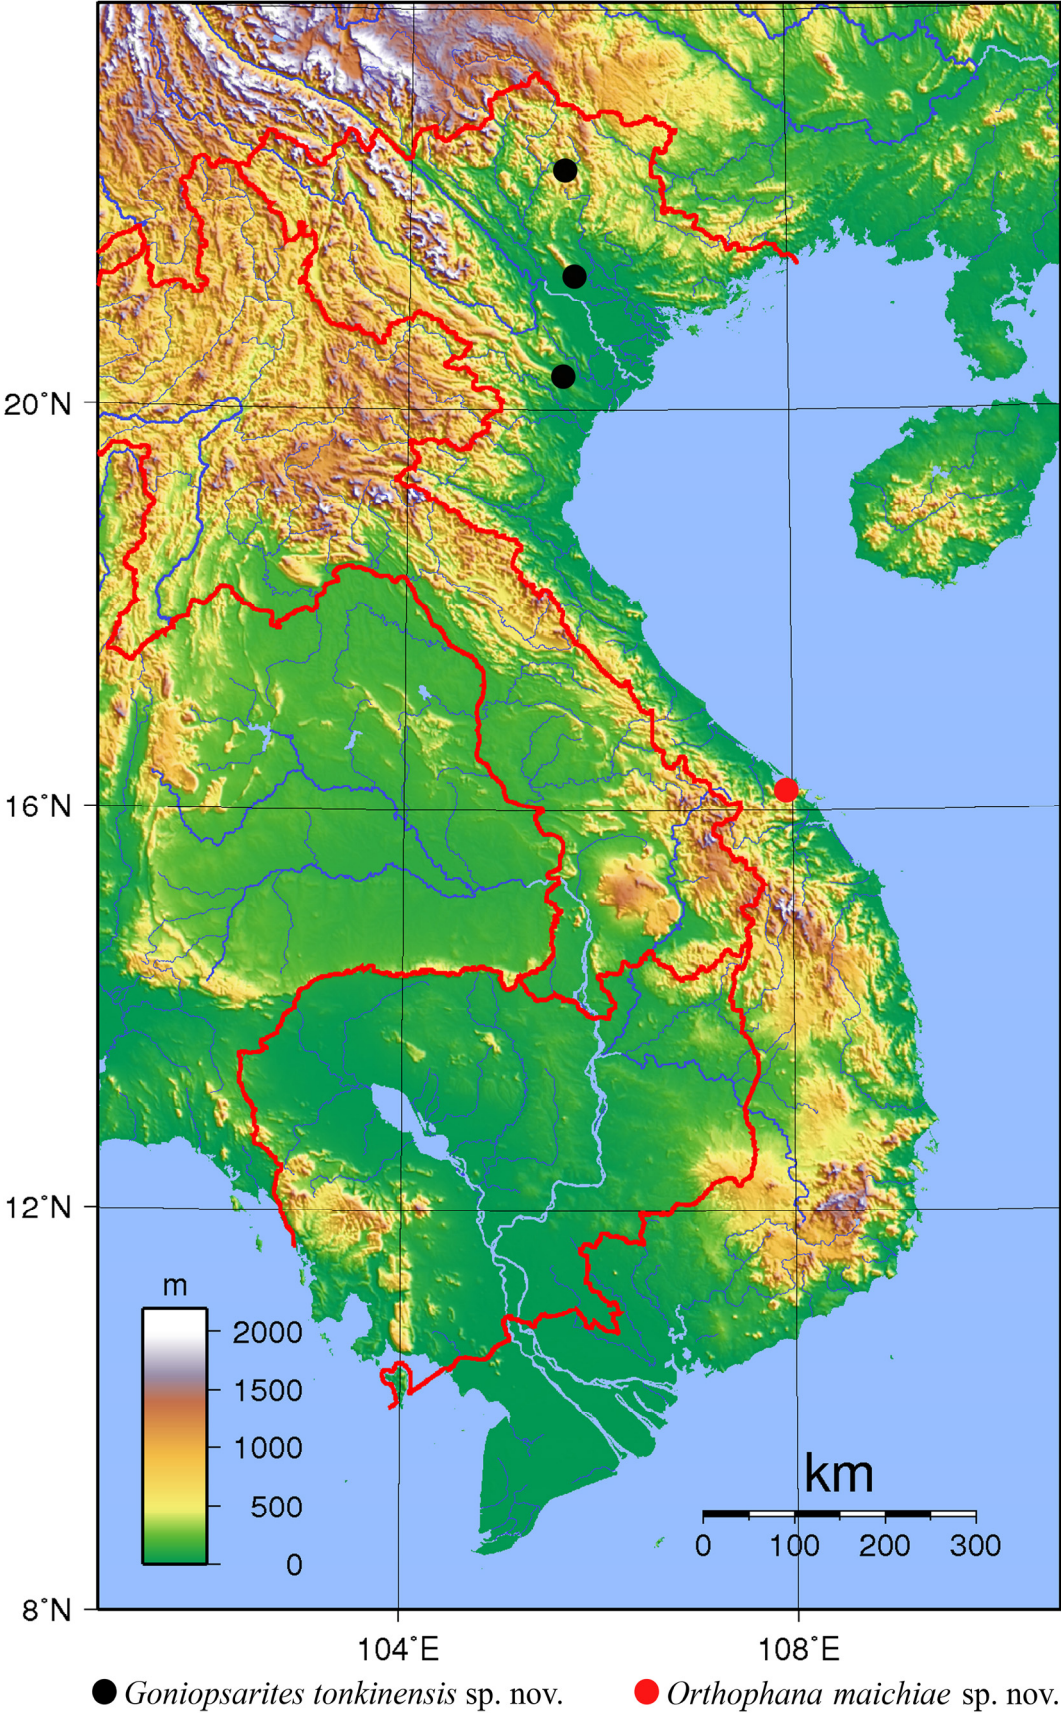 20°N
16°N
12°N
8°N
m
2000
1500
1000
500
0
km
0 100 200 300
104°E 108°E
Goniopsarites tonkinensis sp. nov. Orthophana maichiae sp. nov.